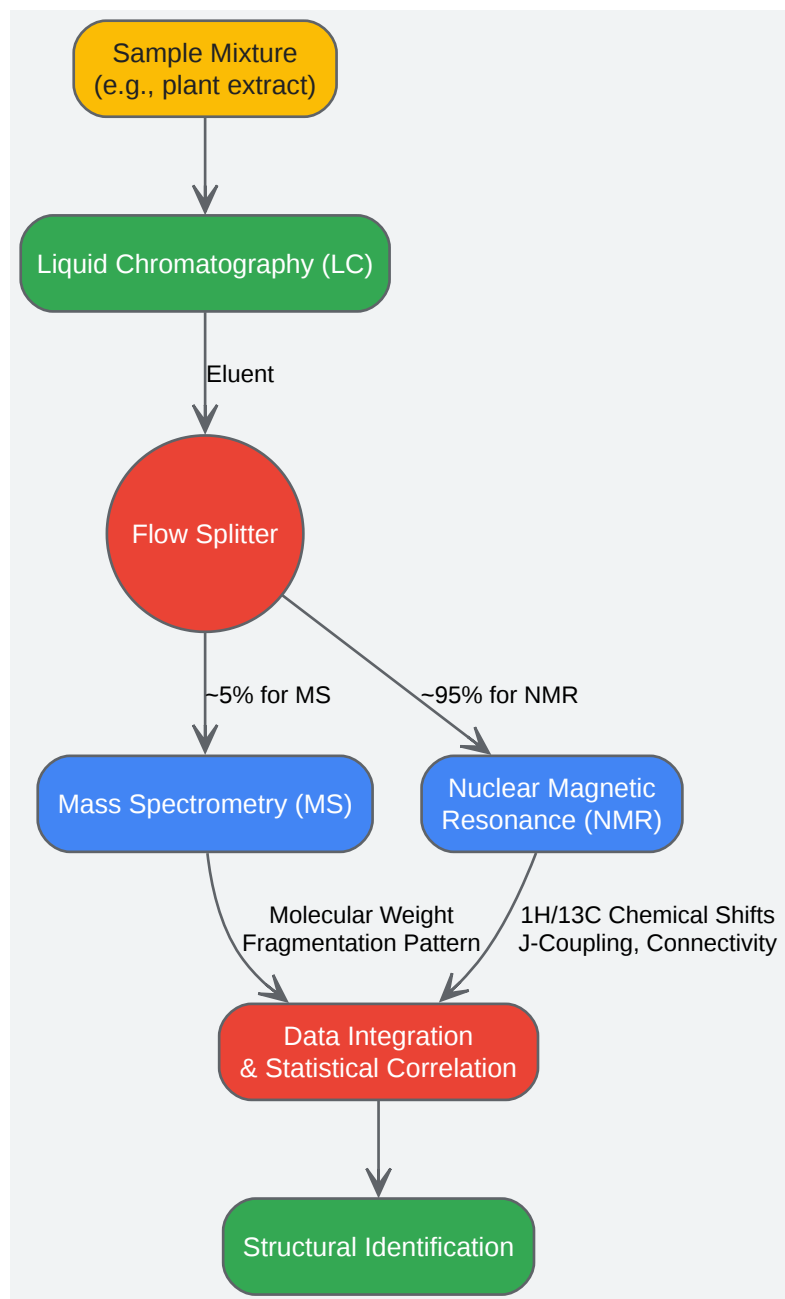 Sample Mixture
(e.g., plant extract)
Liquid Chromatography (LC)
Eluent
Flow Splitter
~5% for MS
~95% for NMR
Mass Spectrometry (MS)
Nuclear Magnetic
Resonance (NMR)
Molecular Weight
Fragmentation Pattern
1H/13C Chemical Shifts
J-Coupling, Connectivity
Data Integration
& Statistical Correlation
Structural Identification